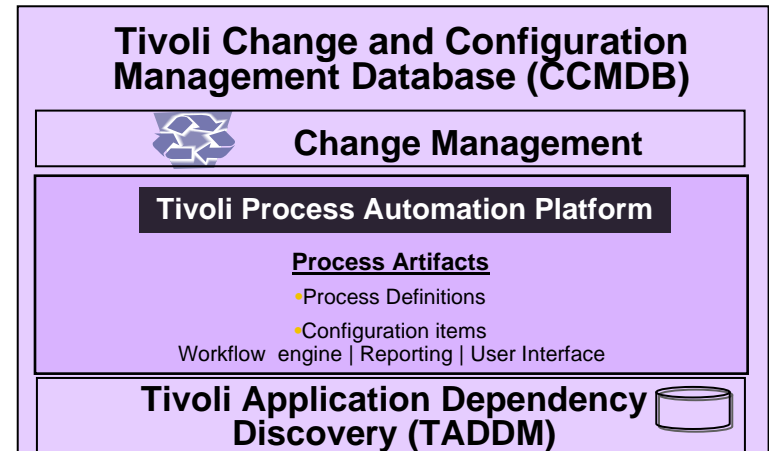 Tivoli Change and Configuration
Management Database (CCMDB)
Change Management
Tivoli Process Automation Platform
Process Artifacts
▪Process Definitions
▪Configuration items
Workflow engine | Reporting | User Interface
Tivoli Application Dependency
Discovery (TADDM)